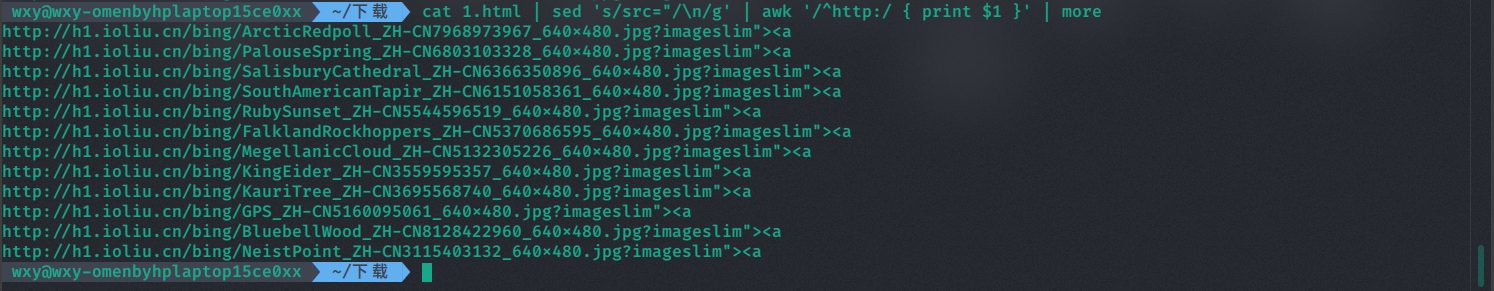 wxy@wxy-omenbyhplaptop15ce0xx ~/下载 cat 1.html | sed 's/src="/\n/g' | awk '/^http:/ { print $1 }' | more
http://h1.ioliu.cn/bing/ArcticRedpoll_ZH-CN7968973967_640×480.jpg?imageslim"><a
http://h1.ioliu.cn/bing/PalouseSpring_ZH-CN6803103328_640×480.jpg?imageslim"><a
http://h1.ioliu.cn/bing/SalisburyCathedral_ZH-CN6366350896_640×480.jpg?imageslim"><a
http://h1.ioliu.cn/bing/SouthAmericanTapir_ZH-CN6151058361_640×480.jpg?imageslim"><a
http://h1.ioliu.cn/bing/RubySunset_ZH-CN5544596519_640×480.jpg?imageslim"><a
http://h1.ioliu.cn/bing/FalklandRockhoppers_ZH-CN5370686595_640×480.jpg?imageslim"><a
http://h1.ioliu.cn/bing/MegellanicCloud_ZH-CN5132305226_640×480.jpg?imageslim"><a
http://h1.ioliu.cn/bing/KingEider_ZH-CN3559595357_640×480.jpg?imageslim"><a
http://h1.ioliu.cn/bing/KauriTree_ZH-CN3695568740_640×480.jpg?imageslim"><a
http://h1.ioliu.cn/bing/GPS_ZH-CN5160095061_640×480.jpg?imageslim"><a
http://h1.ioliu.cn/bing/BluebellWood_ZH-CN8128422960_640×480.jpg?imageslim"><a
http://h1.ioliu.cn/bing/NeistPoint_ZH-CN3115403132_640×480.jpg?imageslim"><a
wxy@wxy-omenbyhplaptop15ce0xx ~/下载